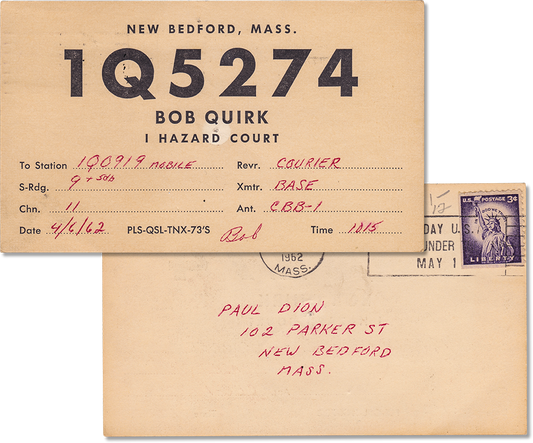 NEW BEDFORD, MASS.
1Q5274
BOB QUIRK
1 HAZARD COURT
To Station 1Q0919 MOBILE Revr. COURIER
S-Rdg. 9+5db Xmtr. BASE
Chn. 11 Ant. CBB-1
Date 4/6/62 PLS-QSL-TNX-73'S Bob Time 1815
1962
MASS.
DAY U.S.
UNDER
MAY 1
U.S. POSTAGE 3¢
LIBERTY
PAUL DION
102 PARKER ST
NEW BEDFORD
MASS.